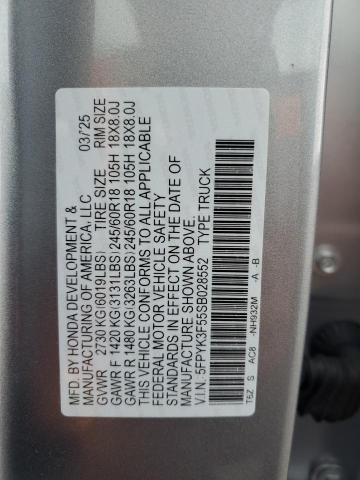 MFD. BY HONDA DEVELOPMENT &
MANUFACTURING OF AMERICA, LLC 03/'25
GVWR 2730 KG(6019LBS) TIRE SIZE RIM SIZE
GAWR F 1420 KG(3131LBS)245/60R18 105H 18X8.0J
GAWR R 1480 KG(3263LBS)245/60R18 105H 18X8.0J
THIS VEHICLE CONFORMS TO ALL APPLICABLE
FEDERAL MOTOR VEHICLE SAFETY
STANDARDS IN EFFECT ON THE DATE OF
MANUFACTURE SHOWN ABOVE.
V.I.N: 5FPYK3F55SB028552 TYPE TRUCK
T6Z S AC8 -NH932M -A -B